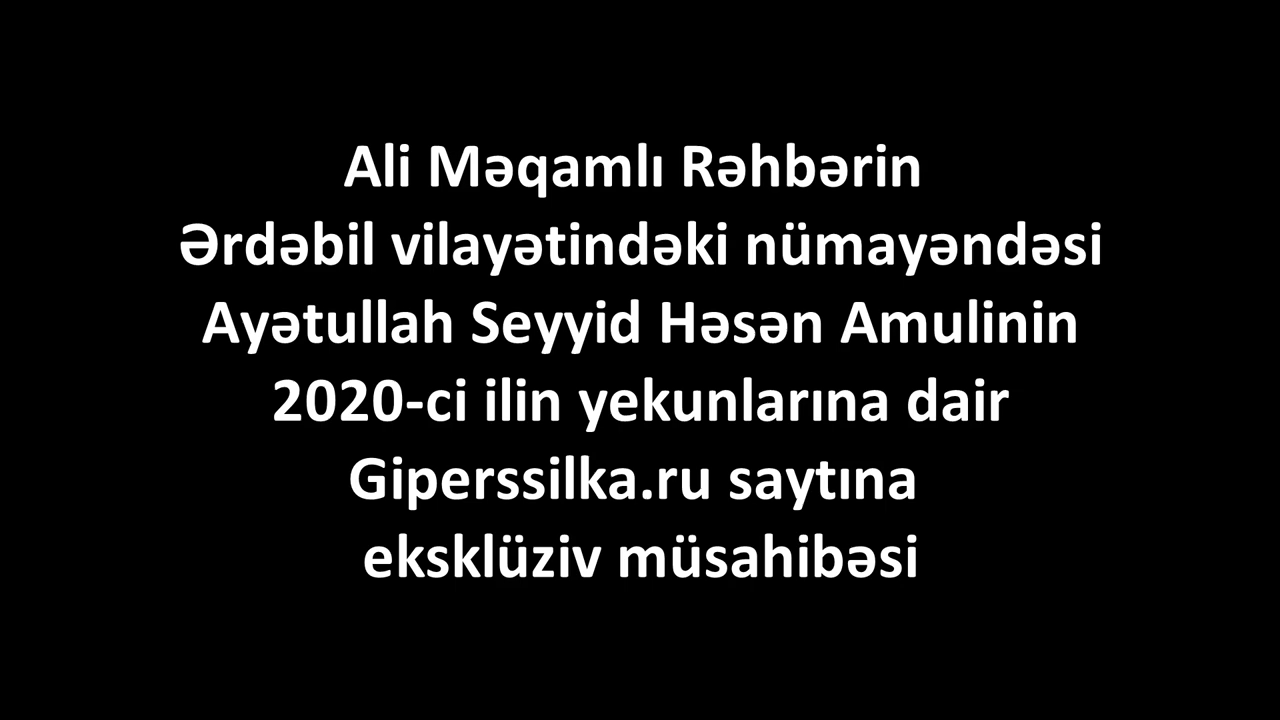 Ali Məqamlı Rəhbərin
Ərdəbil vilayətindəki nümayəndəsi
Ayətullah Seyyid Həsən Amulinin
2020-ci ilin yekunlarına dair
Giperssilka.ru saytına
eksklüziv müsahibəsi